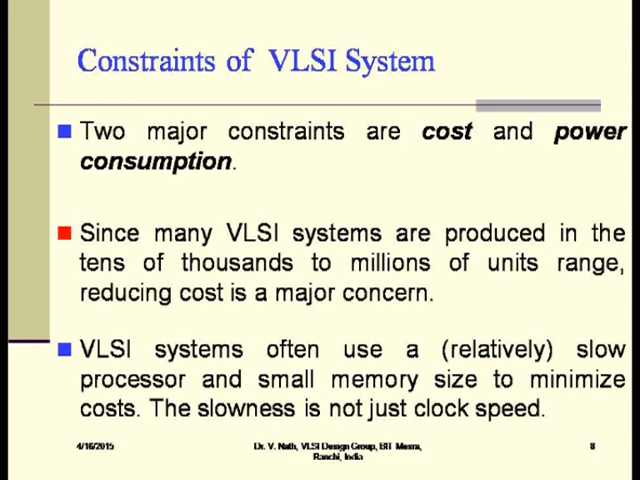 Constraints of VLSI System
Two major constraints are cost and power
consumption.
Since many VLSI systems are produced in the
tens of thousands to millions of units range,
reducing cost is a major concern.
VLSI systems often use a (relatively) slow
processor and small memory size to minimize
costs. The slowness is not just clock speed.
4/16/2015
Dr. V. Nath, VLSI Design Group, BIT Mesra,
Ranchi, India
8